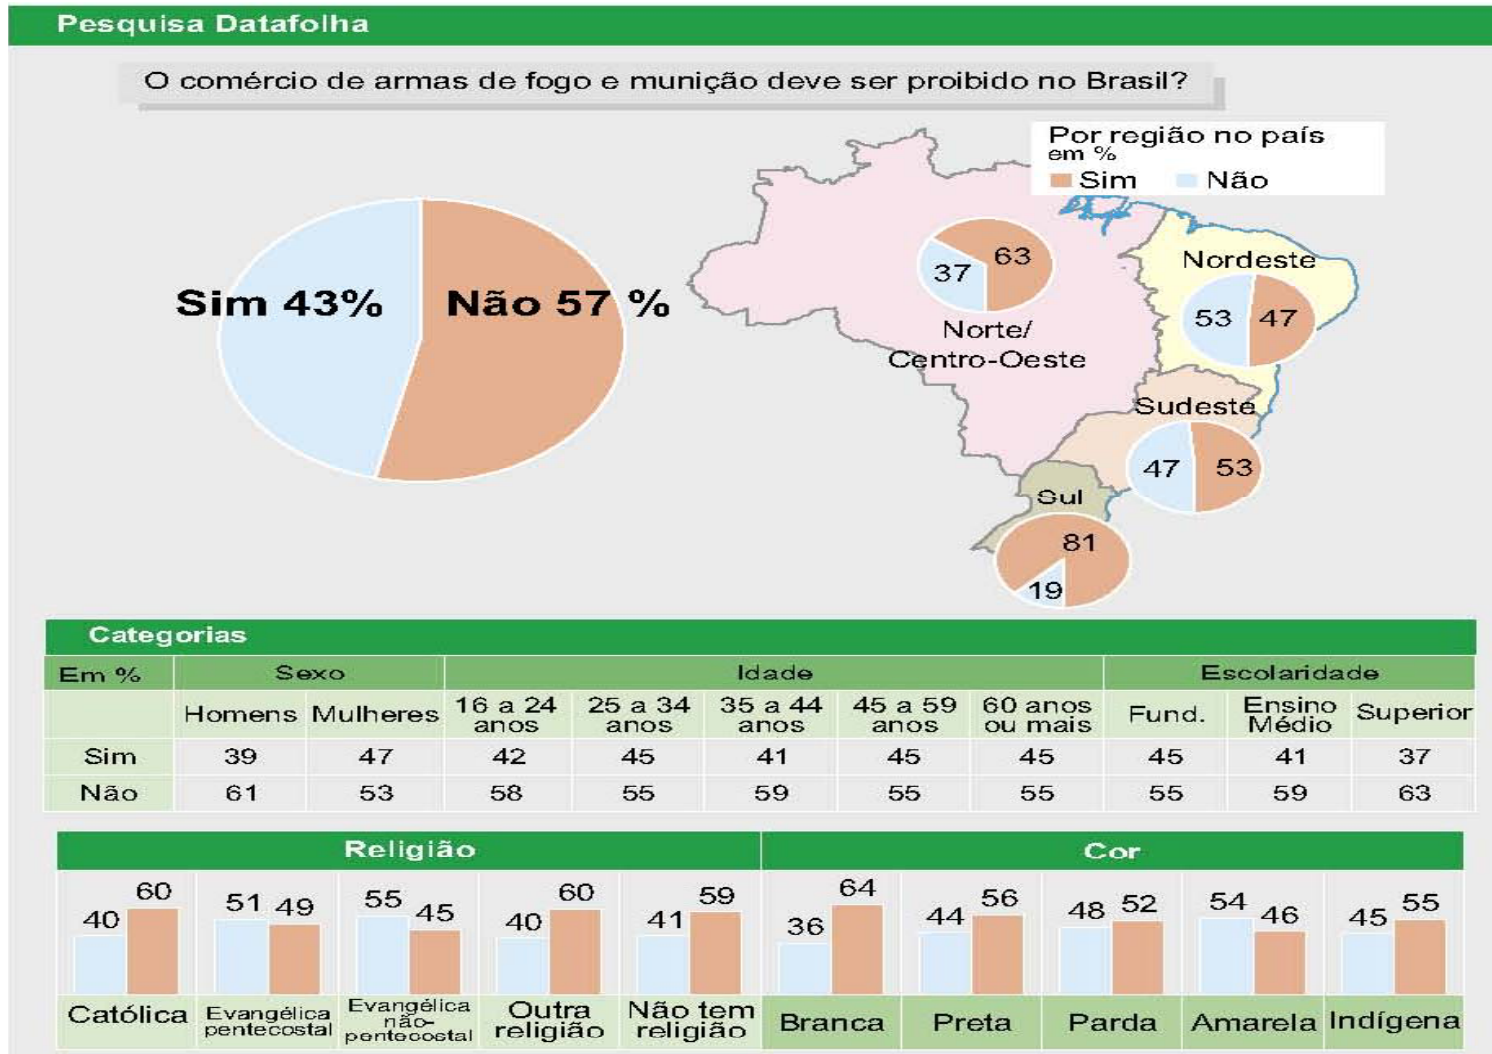 Pesquisa Datafolha
O comércio de armas de fogo e munição deve ser proibido no Brasil?
Por região no país
em %
Sim Não
Sim 43% Não 57 %
37 63
Norte/
Centro-Oeste
Nordeste
53 47
Sudeste
47 53
Sul
81
19
Categorias
Em % Sexo Idade Escolaridade
Homens Mulheres 16 a 24 anos 25 a 34 anos 35 a 44 anos 45 a 59 anos 60 anos ou mais Fund. Ensino Médio Superior
Sim 39 47 42 45 41 45 45 45 41 37
Não 61 53 58 55 59 55 55 55 59 63
Religião Cor
40 60 51 49 55 45 40 60 41 59 36 64 44 56 48 52 54 46 45 55
Católica Evangélica pentecostal Evangélica não-pentecostal Outra religião Não tem religião Branca Preta Parda Amarela Indígena